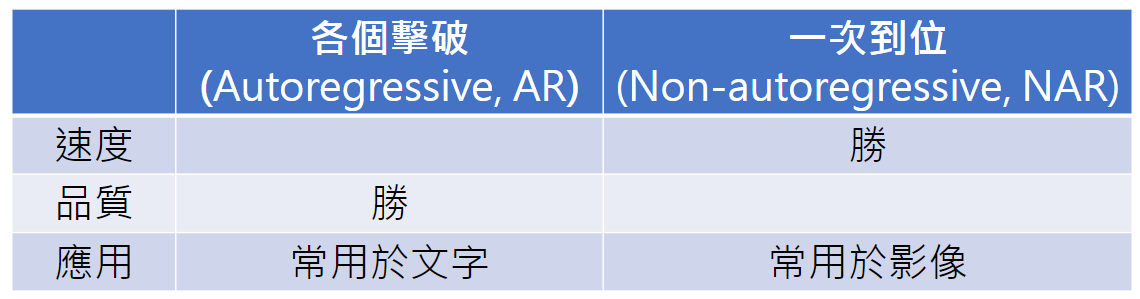 各個擊破 一次到位
(Autoregressive, AR) (Non-autoregressive, NAR)
速度 勝
品質 勝
應用 常用於文字 常用於影像